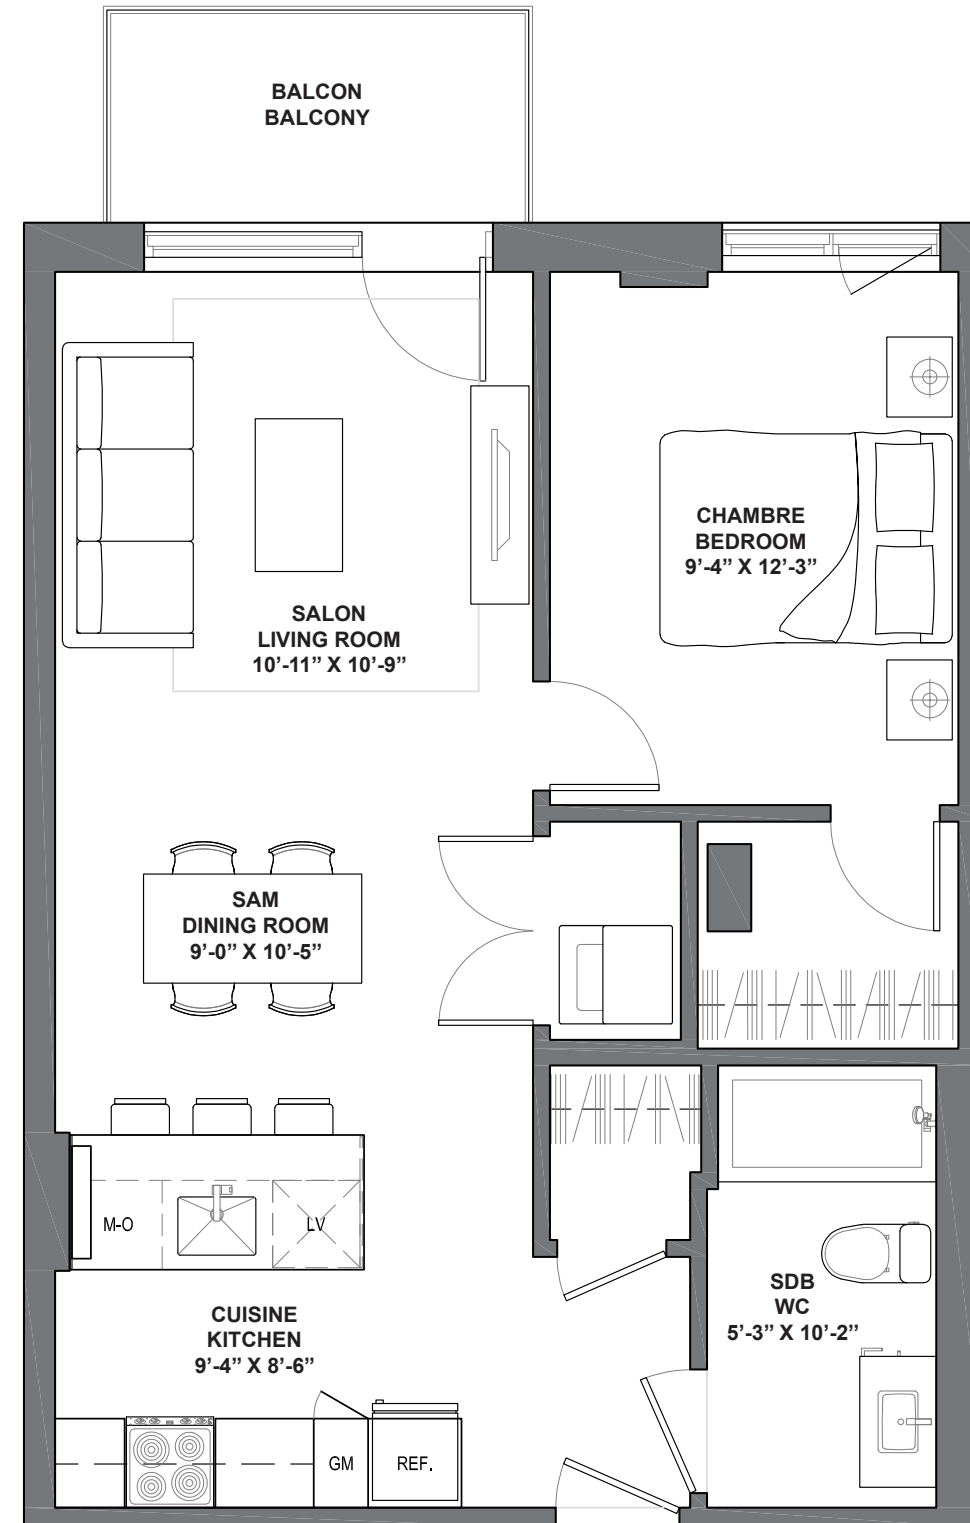 BALCON
BALCONY
CHAMBRE
BEDROOM
9’-4” X 12’-3”
SALON
LIVING ROOM
10’-11” X 10’-9”
SAM
DINING ROOM
9’-0” X 10’-5”
M-O
LV
SDB
WC
5’-3” X 10’-2”
CUISINE
KITCHEN
9’-4” X 8’-6”
GM
REF.